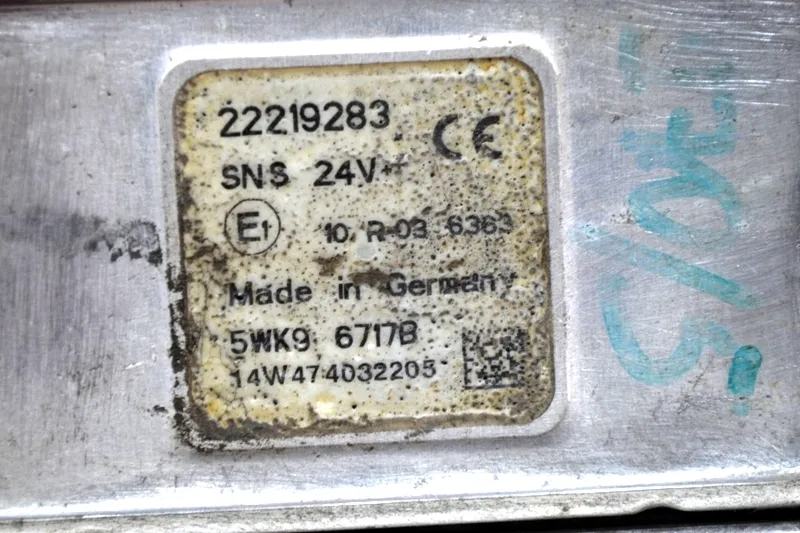 22219283
CE
SNS 24V
E1
10 R-03 6363
Made in Germany
5WK9 6717B
14W474032205